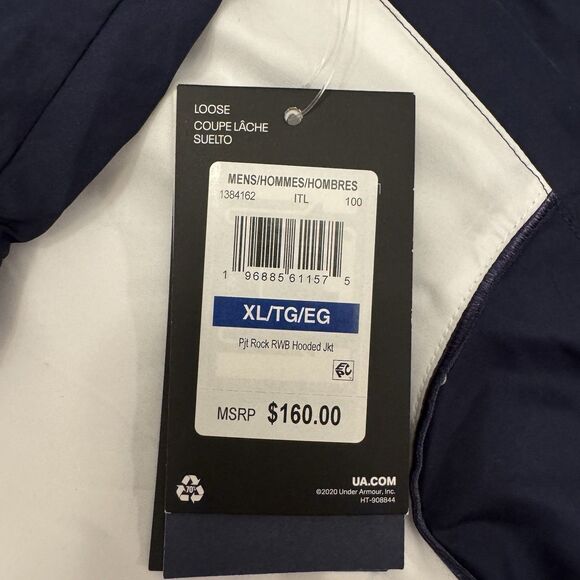 LOOSE
COUPE LÂCHE
SUELTO
MENS/HOMMES/HOMBRES
1384162 ITL 100
1 96885 61157 5
XL/TG/EG
Pjt Rock RWB Hooded Jkt
MSRP $160.00
70%
UA.COM
©2020 Under Armour, Inc.
HT-908844